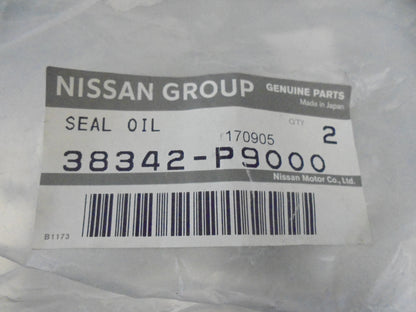 NISSAN GROUP GENUINE PARTS
Made in Japan
SEAL OIL
170905
QTY 2
38342-P9000
Nissan Motor Co., Ltd.
B1173